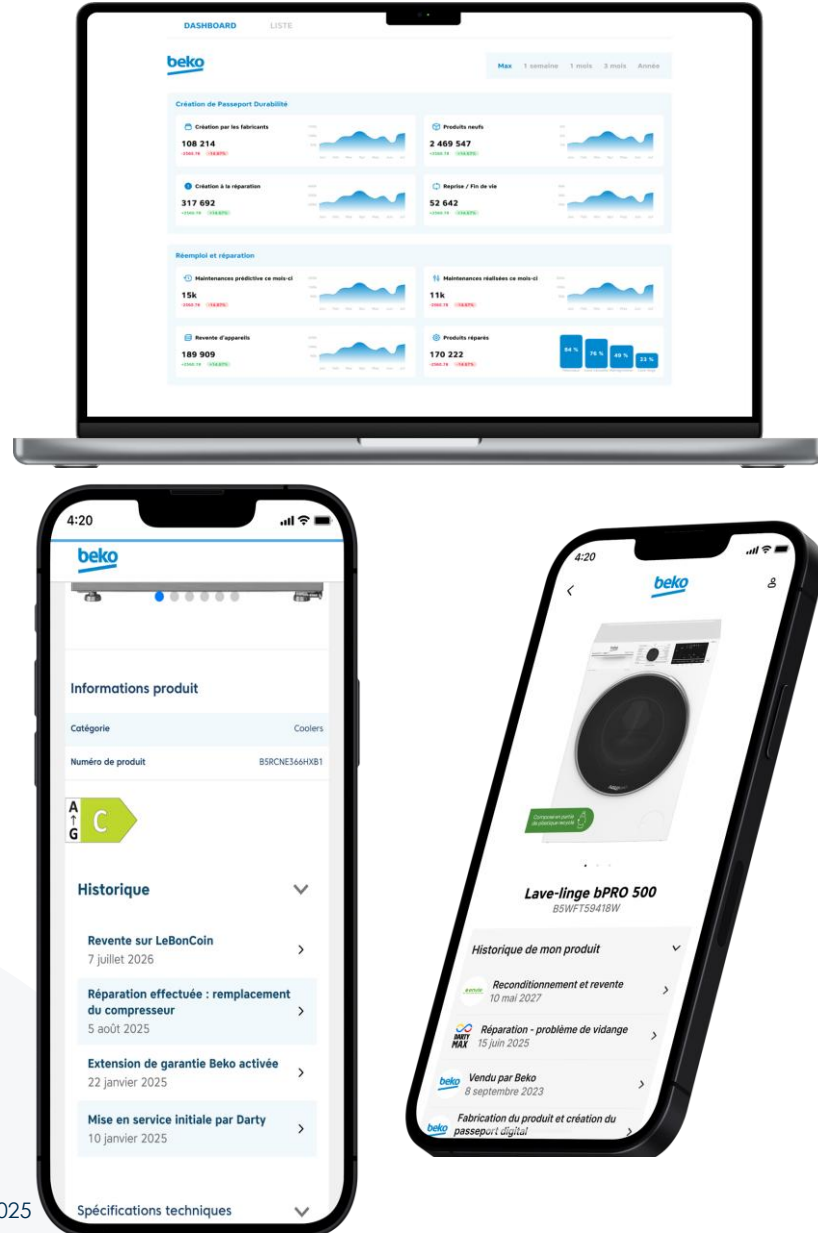 DASHBOARD LISTE
beko
Max 1 semaine 1 mois 3 mois Année
Création de Passeport Durabilité
Création par les fabricants
108 214
Produits neufs
2 469 547
Création à la réparation
317 692
Reprise / Fin de vie
52 642
Réemploi et réparation
Maintenances prédictive ce mois-ci
15k
Maintenances réalisées ce mois-ci
11k
Revente d'appareils
189 909
Produits réparés
170 222
84 % 76 % 49 % 23 %
4:20
beko
Informations produit
Catégorie Coolers
Numéro de produit B5RCNE366HXB1
A
↑
G
C
Historique
Revente sur LeBonCoin
7 juillet 2026
Réparation effectuée : remplacement
du compresseur
5 août 2025
Extension de garantie Beko activée
22 janvier 2025
Mise en service initiale par Darty
10 janvier 2025
Spécifications techniques
4:20
beko
Lave-linge bPRO 500
B5WFT59418W
Historique de mon produit
Reconditionnement et revente
10 mai 2027
DARTY
MAX
Réparation - problème de vidange
15 juin 2025
beko
Vendu par Beko
8 septembre 2023
beko
Fabrication du produit et création du
passeport digital
025